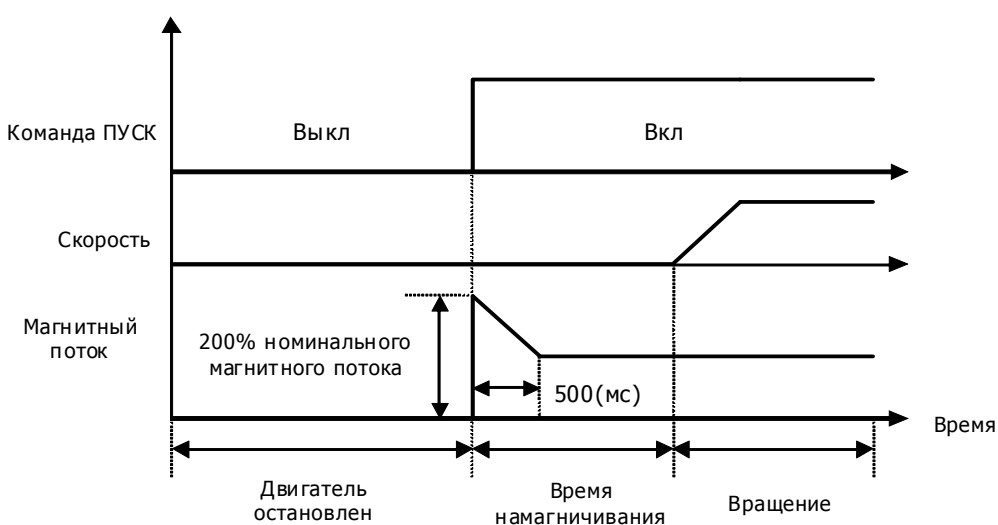 Команда ПУСК
Выкл
Вкл
Скорость
Магнитный
поток
200% номинального
магнитного потока
500(мс)
Время
Двигатель
остановлен
Время
намагничивания
Вращение